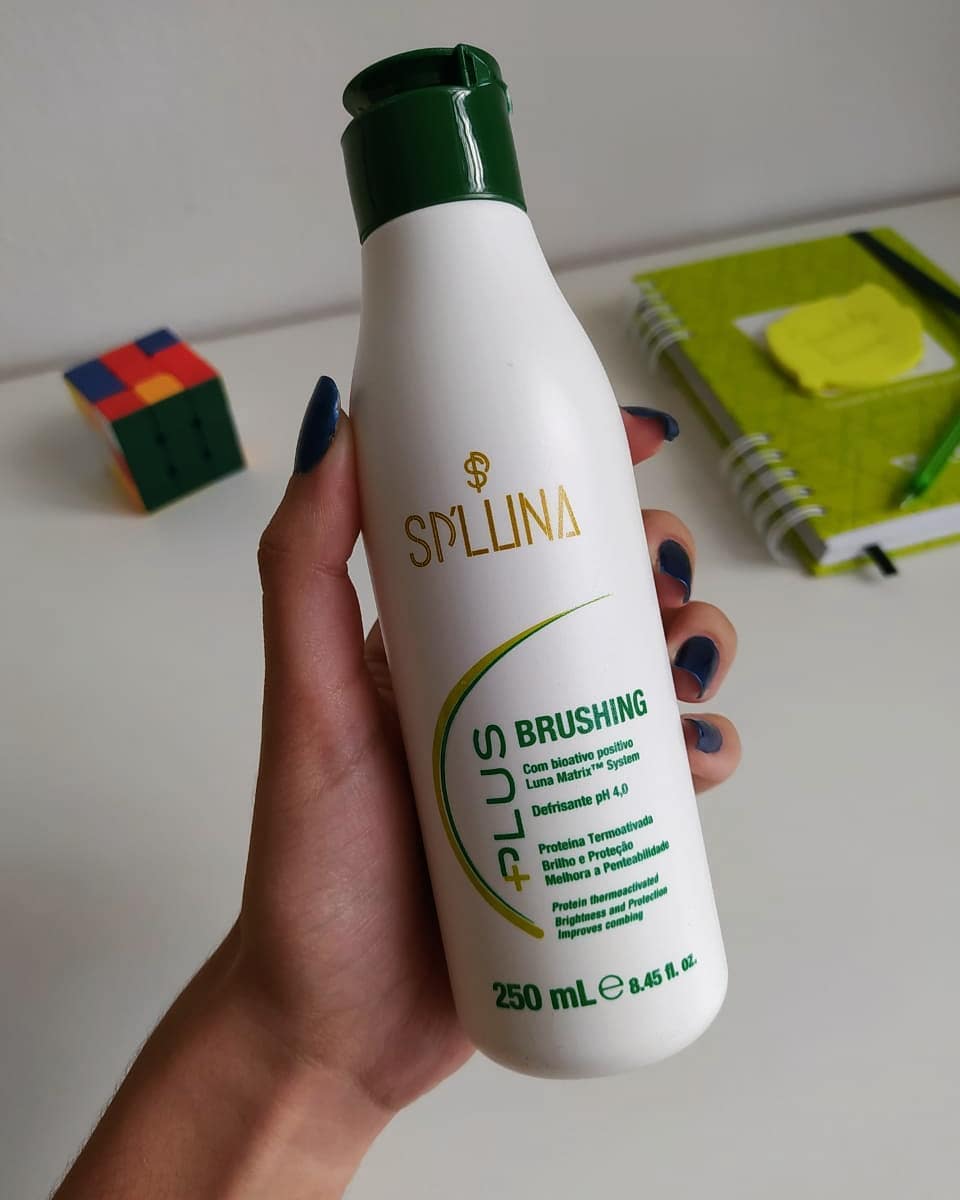 SP'LUNA
+PLUS
BRUSHING
Com bioativo positivo
Luna Matrix™ System
Defrisante pH 4,0
Proteína Termoativada
Brilho e Proteção
Melhora a Penteabilidade
Protein thermoactivated
Brightness and Protection
Improves combing
250 mL ℮ 8.45 fl. oz.